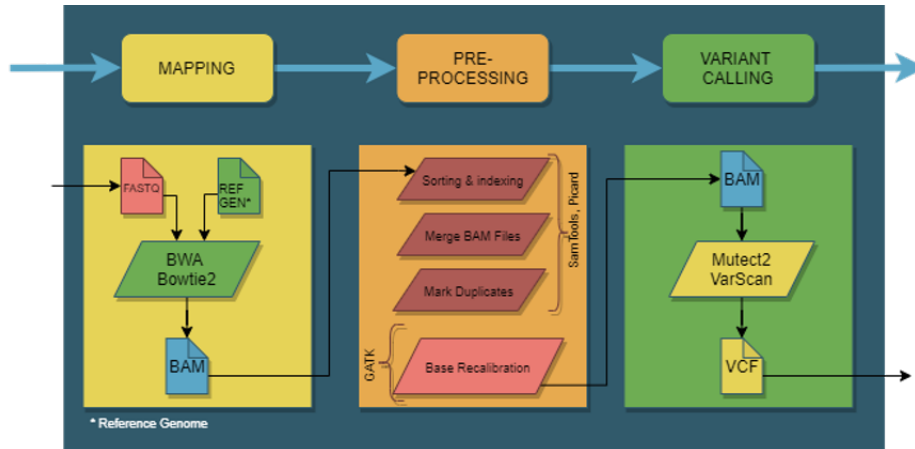 MAPPING
PRE-
PROCESSING
VARIANT
CALLING
FASTQ
REF
GEN*
BWA
Bowtie2
BAM
* Reference Genome
Sorting & indexing
Merge BAM Files
Mark Duplicates
SamTools, Picard
Base Recalibration
GATK
BAM
Mutect2
VarScan
VCF